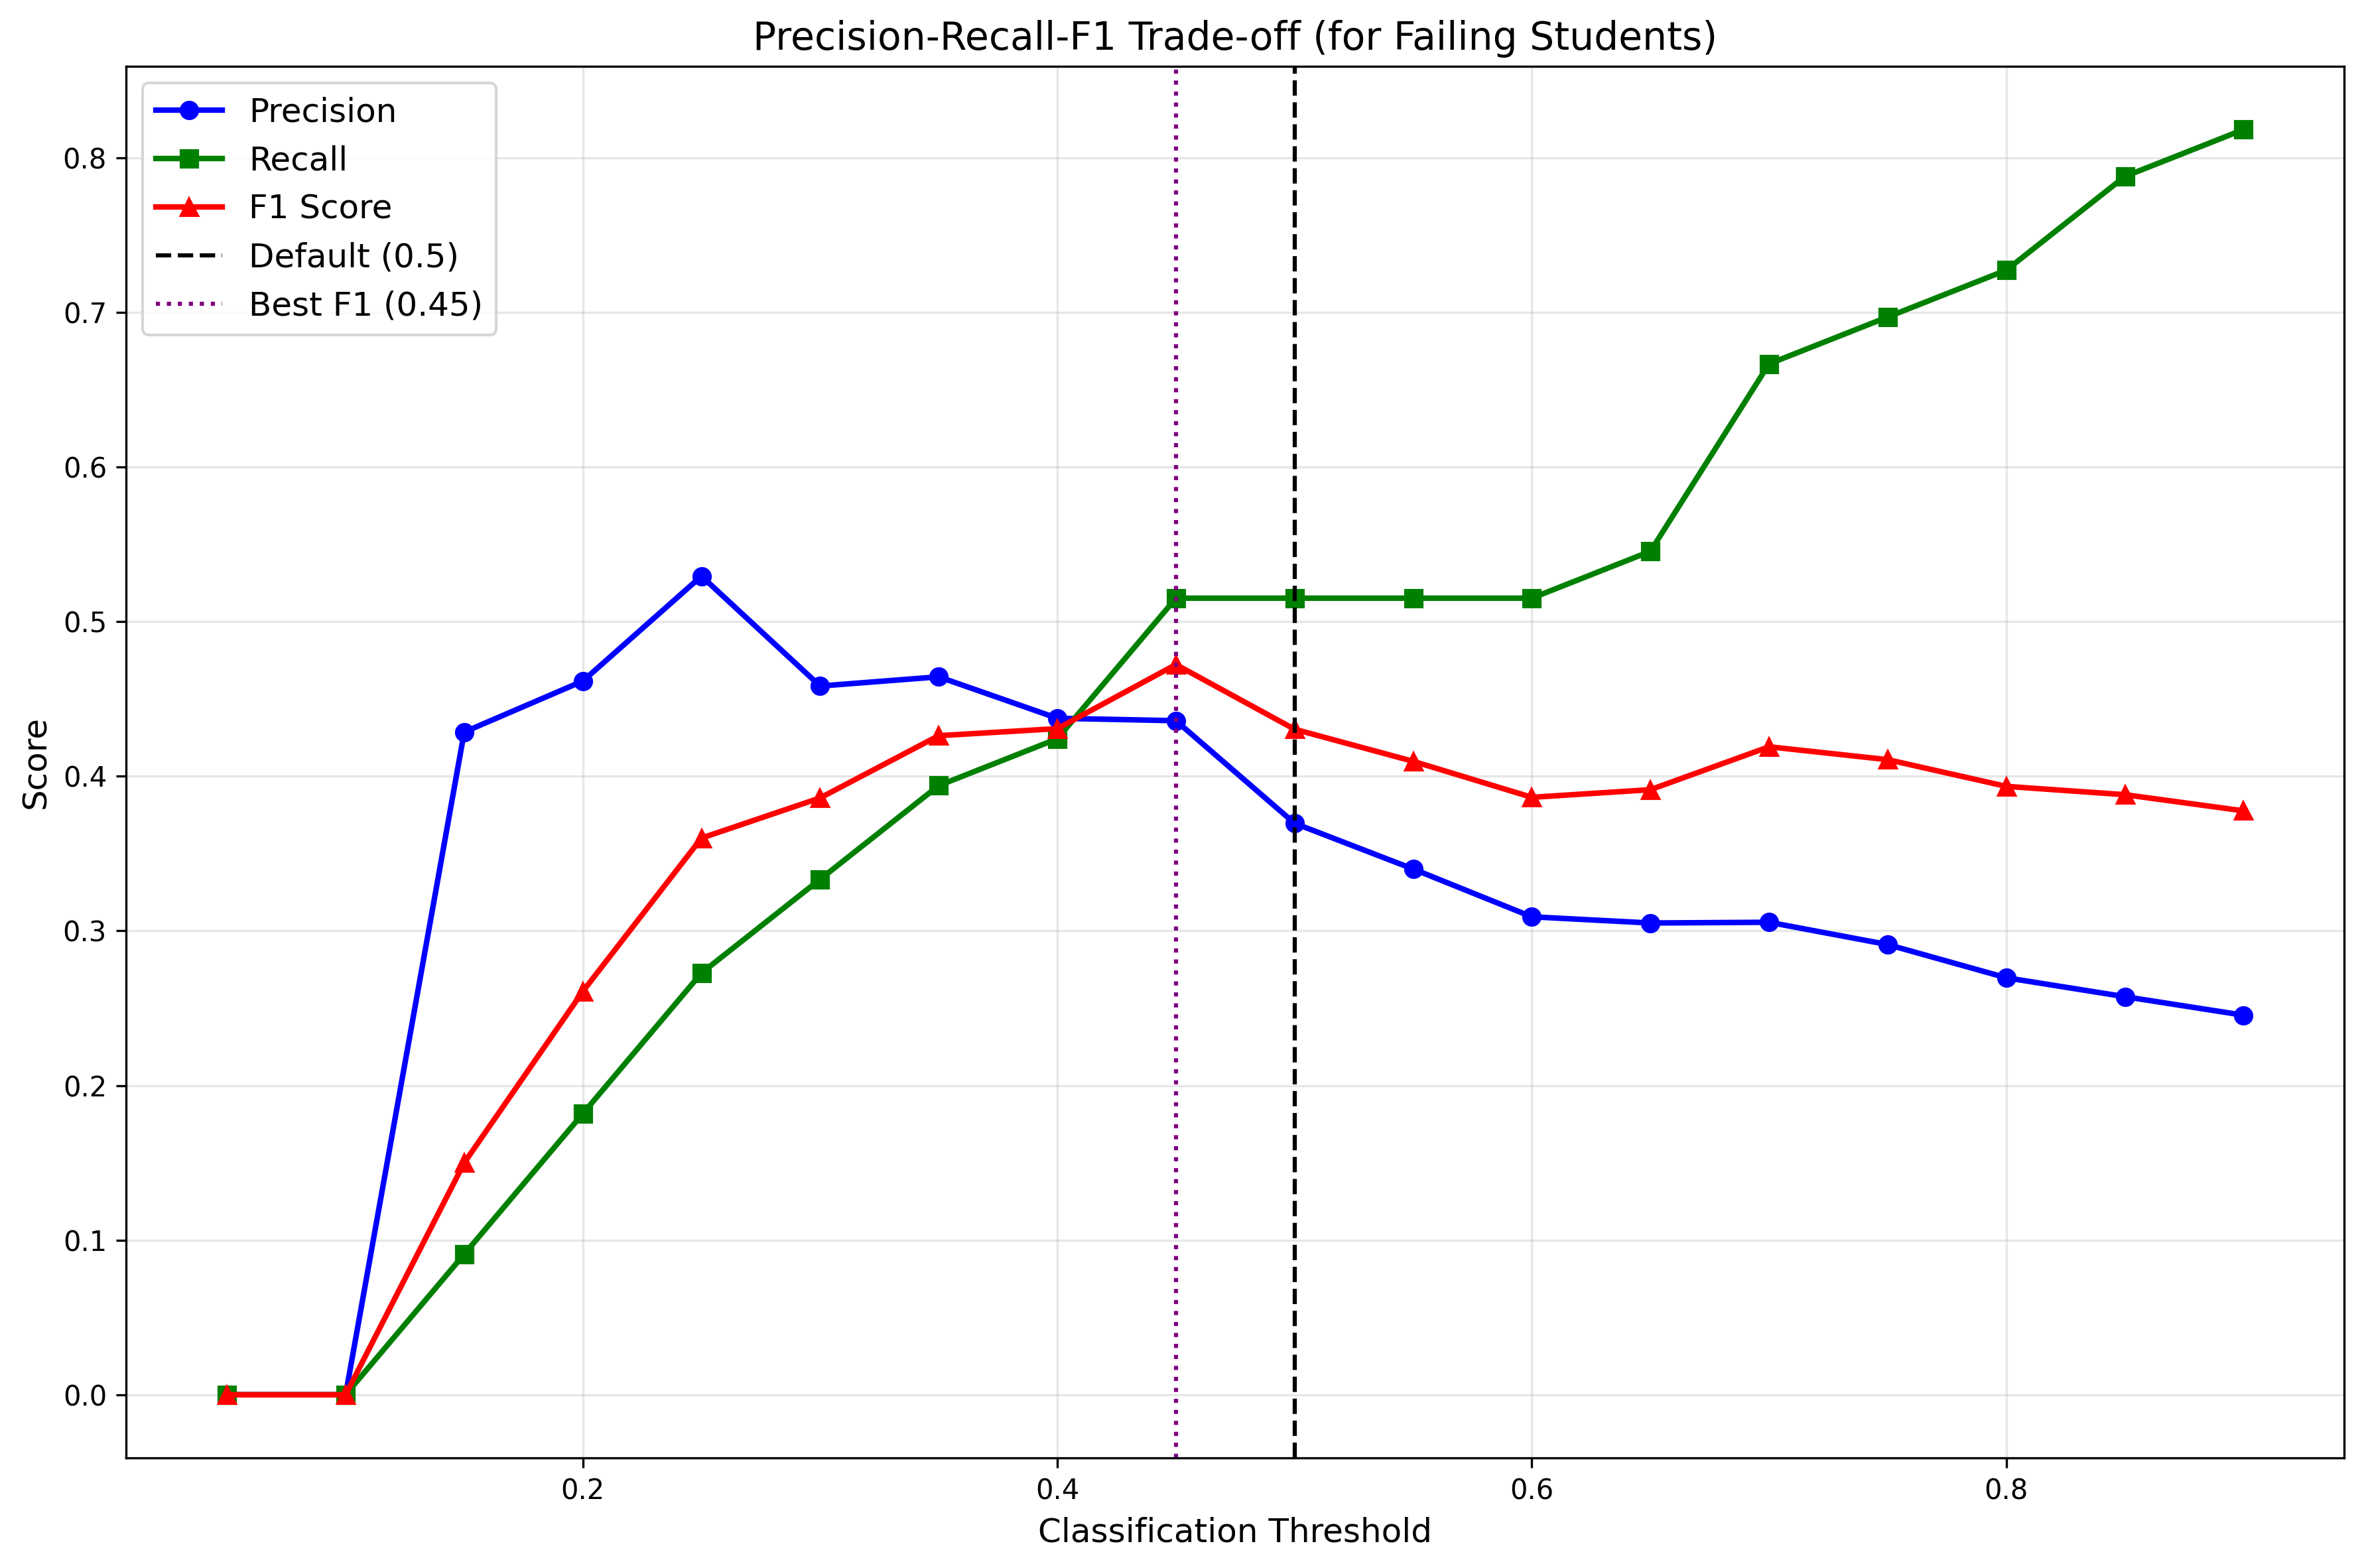 Precision-Recall-F1 Trade-off (for Failing Students)
Precision
Recall
F1 Score
Default (0.5)
Best F1 (0.45)
Score
0.8
0.7
0.6
0.5
0.4
0.3
0.2
0.1
0.0
0.2
0.4
0.6
0.8
Classification Threshold